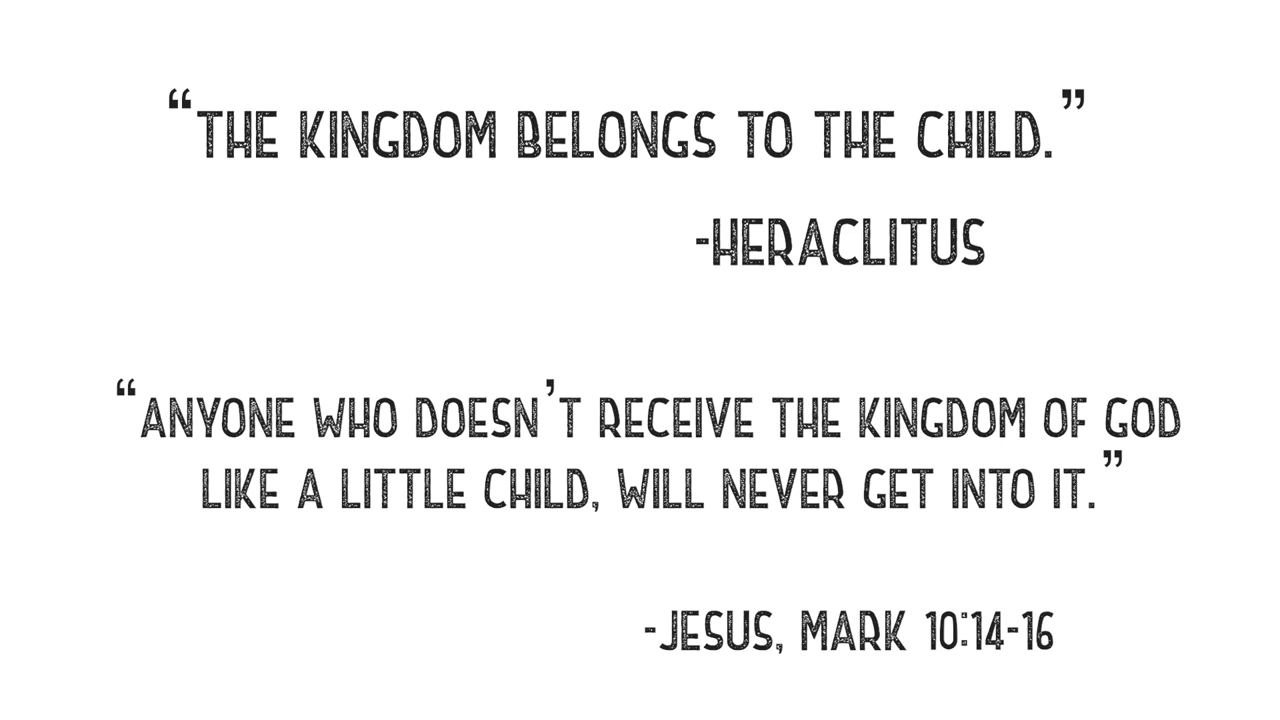 “THE KINGDOM BELONGS TO THE CHILD.”
-HERACLITUS
“ANYONE WHO DOESN’T RECEIVE THE KINGDOM OF GOD
LIKE A LITTLE CHILD, WILL NEVER GET INTO IT.”
-JESUS, MARK 10:14-16